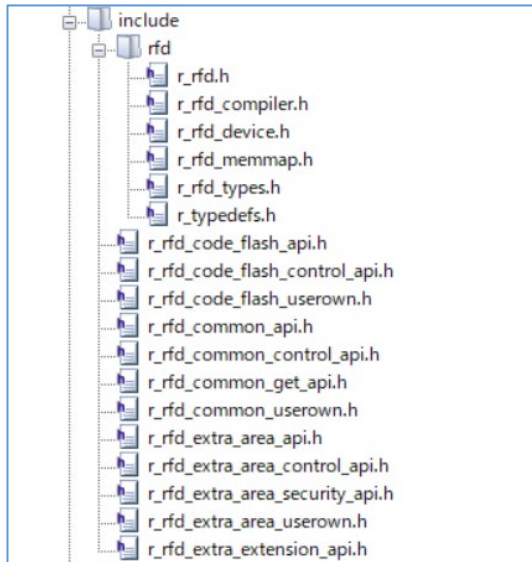 include
rfd
r_rfd.h
r_rfd_compiler.h
r_rfd_device.h
r_rfd_memmap.h
r_rfd_types.h
r_typedefs.h
r_rfd_code_flash_api.h
r_rfd_code_flash_control_api.h
r_rfd_code_flash_userown.h
r_rfd_common_api.h
r_rfd_common_control_api.h
r_rfd_common_get_api.h
r_rfd_common_userown.h
r_rfd_extra_area_api.h
r_rfd_extra_area_control_api.h
r_rfd_extra_area_security_api.h
r_rfd_extra_area_userown.h
r_rfd_extra_extension_api.h